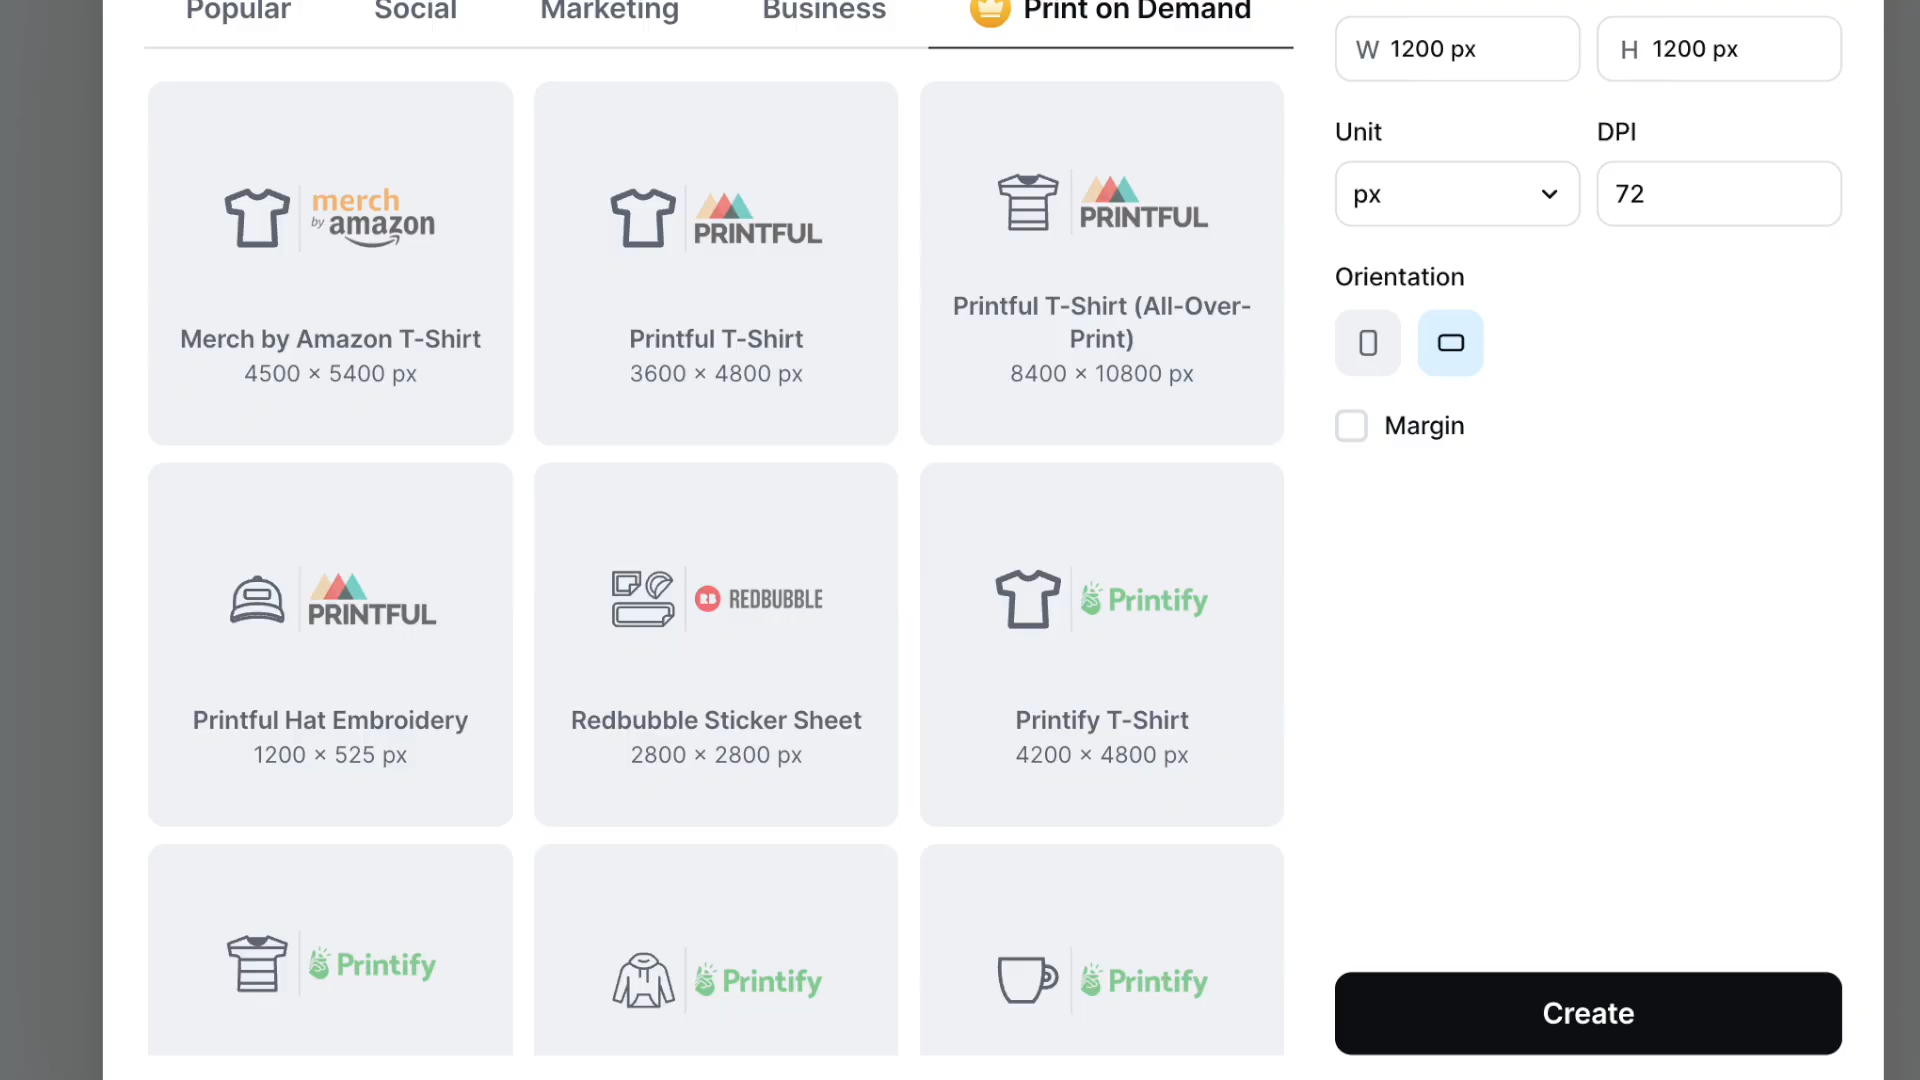 Popular
Social
Marketing
Business
Print on Demand
W 1200 px
H 1200 px
Unit
DPI
px
72
Orientation
Margin
merch
by amazon
Merch by Amazon T-Shirt
4500 × 5400 px
PRINTFUL
Printful T-Shirt
3600 × 4800 px
PRINTFUL
Printful T-Shirt (All-Over-
Print)
8400 × 10800 px
PRINTFUL
Printful Hat Embroidery
1200 × 525 px
RB REDBUBBLE
Redbubble Sticker Sheet
2800 × 2800 px
Printify
Printify T-Shirt
4200 × 4800 px
Printify
Printify
Printify
Create